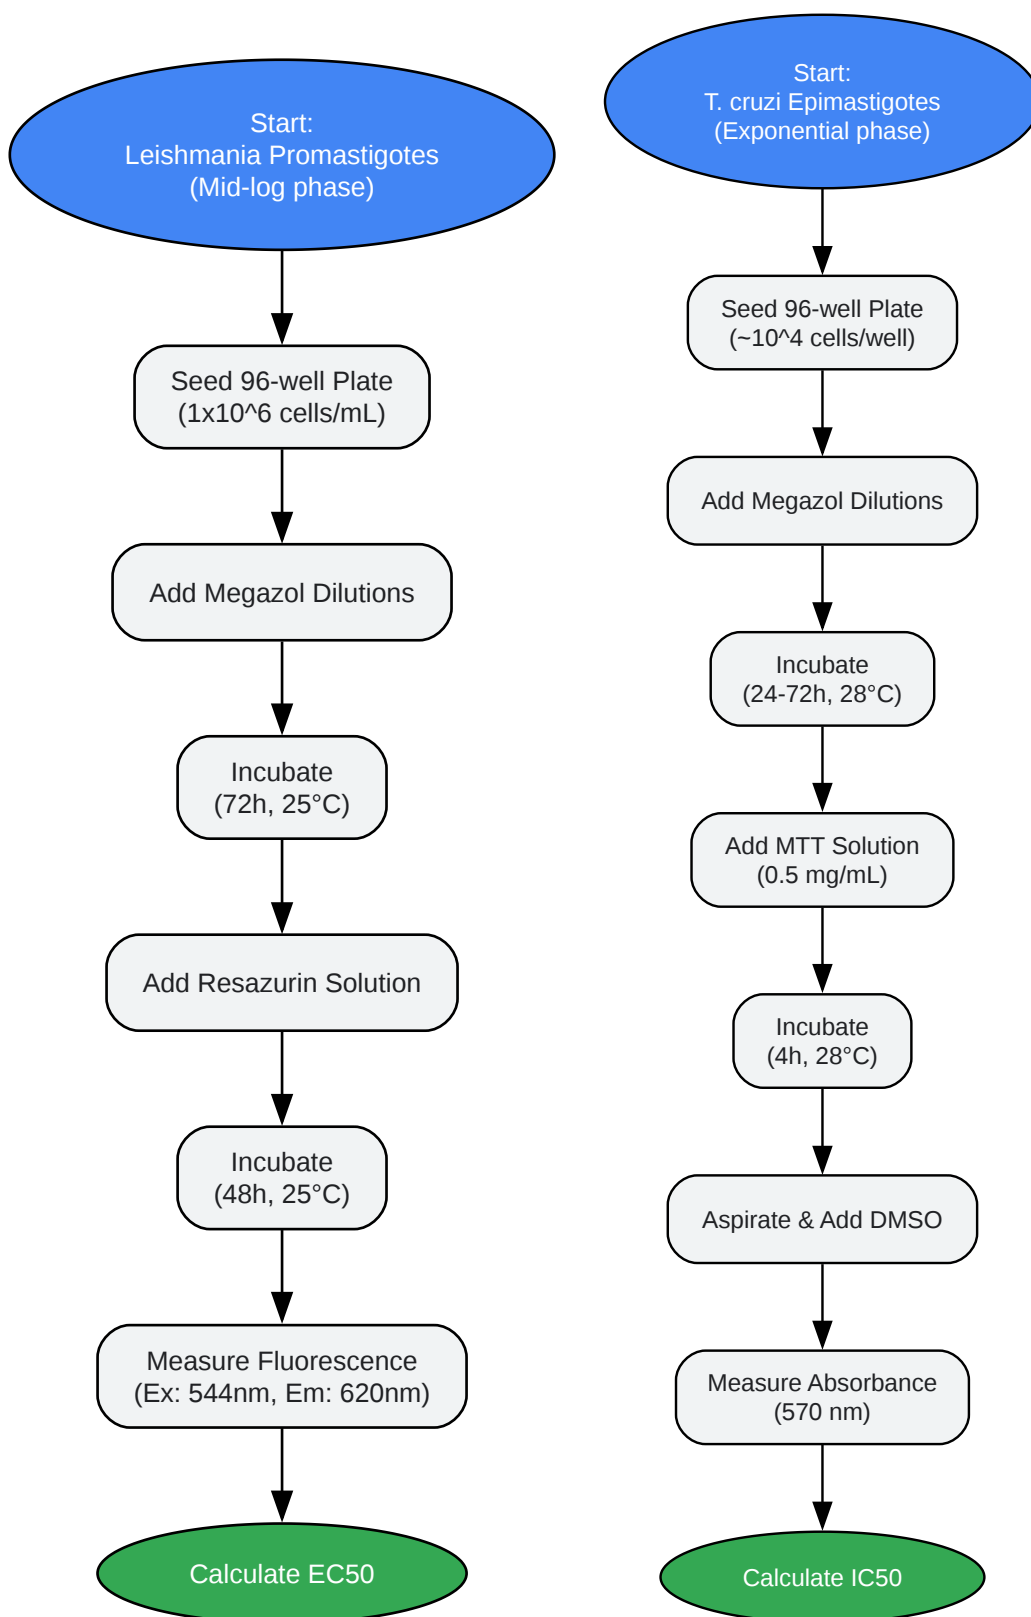 Start:
Leishmania Promastigotes
(Mid-log phase)
Seed 96-well Plate
(1x10^6 cells/mL)
Add Megazol Dilutions
Incubate
(72h, 25°C)
Add Resazurin Solution
Incubate
(48h, 25°C)
Measure Fluorescence
(Ex: 544nm, Em: 620nm)
Calculate EC50
Start:
T. cruzi Epimastigotes
(Exponential phase)
Seed 96-well Plate
(~10^4 cells/well)
Add Megazol Dilutions
Incubate
(24-72h, 28°C)
Add MTT Solution
(0.5 mg/mL)
Incubate
(4h, 28°C)
Aspirate & Add DMSO
Measure Absorbance
(570 nm)
Calculate IC50